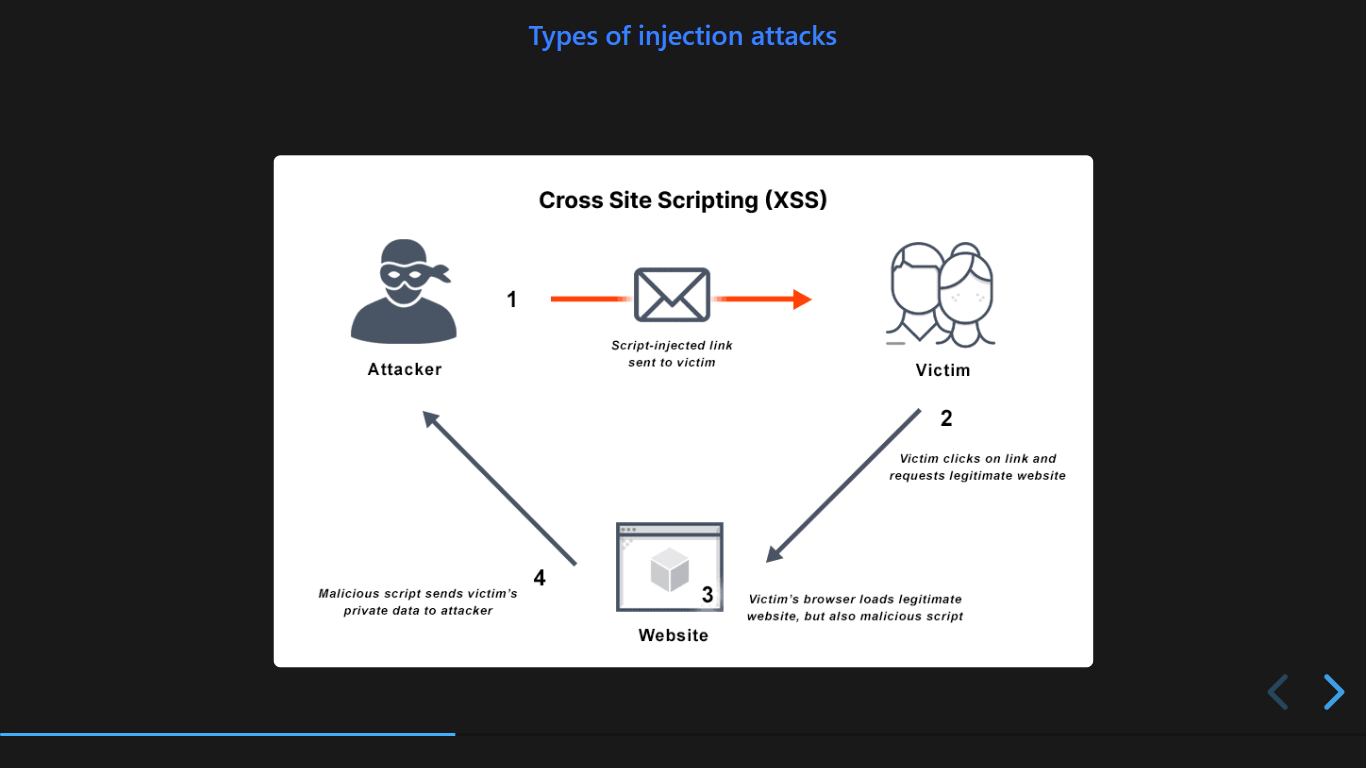 Types of injection attacks
Cross Site Scripting (XSS)
1
Script-injected link
sent to victim
Attacker
Victim
2
Victim clicks on link and
requests legitimate website
3
Victim's browser loads legitimate
website, but also malicious script
Website
4
Malicious script sends victim's
private data to attacker